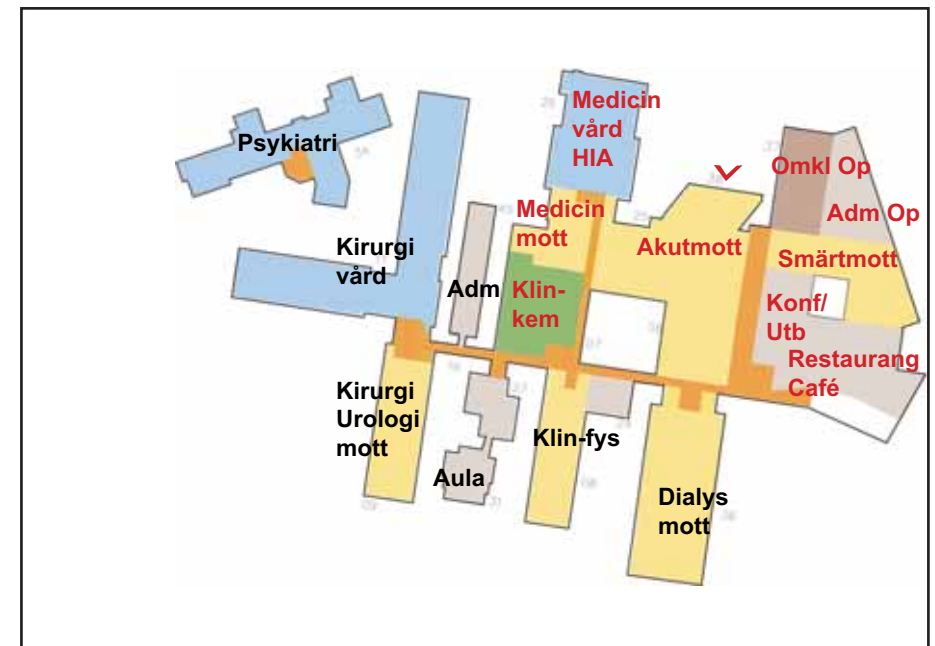 Psykiatri
Medicin
vård
HIA
Omkl Op
Adm Op
Medicin
mott
Akutmott
Smärtmott
Kirurgi
vård
Adm
Klin-
kem
Konf/
Utb
Restaurang
Café
Kirurgi
Urologi
mott
Klin-fys
Aula
Dialys
mott